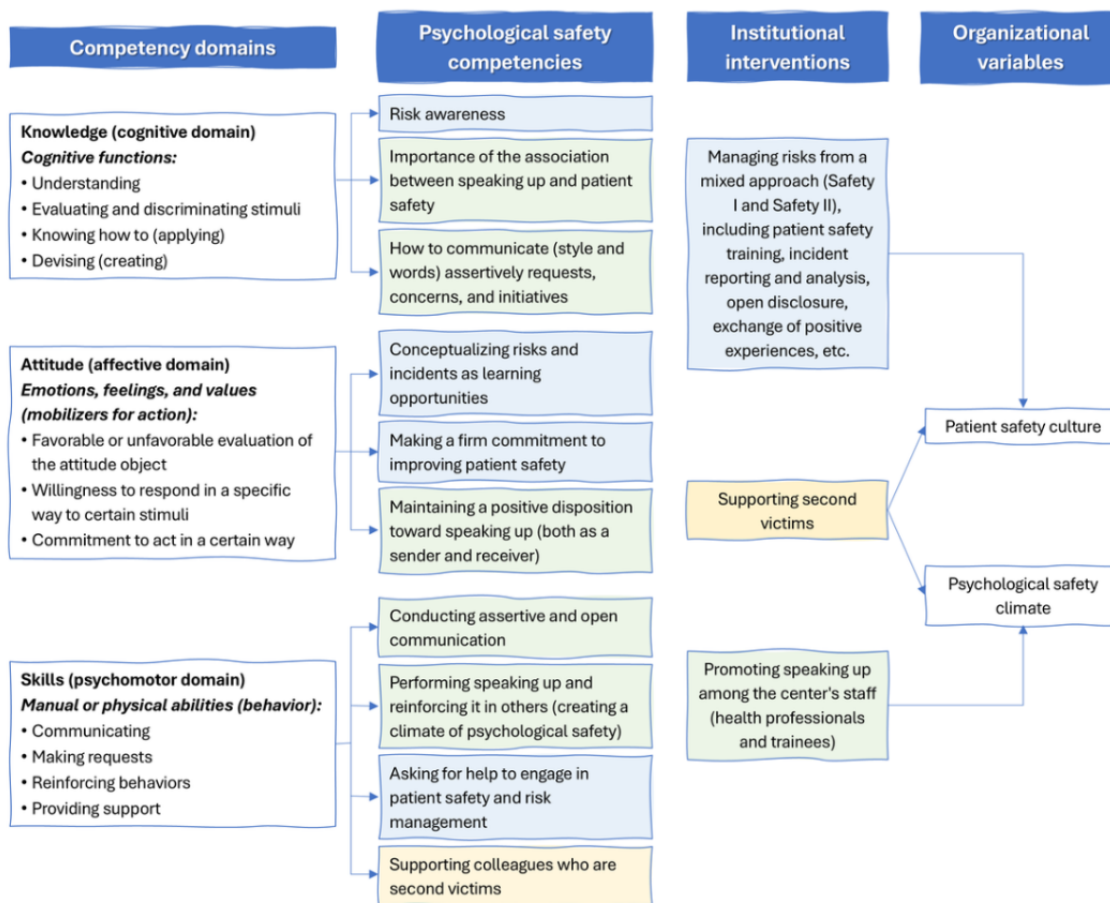 Competency domains
Psychological safety
competencies
Institutional
interventions
Organizational
variables
Knowledge (cognitive domain)
Cognitive functions:
• Understanding
• Evaluating and discriminating stimuli
• Knowing how to (applying)
• Devising (creating)
Attitude (affective domain)
Emotions, feelings, and values
(mobilizers for action):
• Favorable or unfavorable evaluation of
the attitude object
• Willingness to respond in a specific
way to certain stimuli
• Commitment to act in a certain way
Skills (psychomotor domain)
Manual or physical abilities (behavior):
• Communicating
• Making requests
• Reinforcing behaviors
• Providing support
Risk awareness
Importance of the association
between speaking up and patient
safety
How to communicate (style and
words) assertively requests,
concerns, and initiatives
Conceptualizing risks and
incidents as learning
opportunities
Making a firm commitment to
improving patient safety
Maintaining a positive disposition
toward speaking up (both as a
sender and receiver)
Conducting assertive and open
communication
Performing speaking up and
reinforcing it in others (creating a
climate of psychological safety)
Asking for help to engage in
patient safety and risk
management
Supporting colleagues who are
second victims
Managing risks from a
mixed approach (Safety
I and Safety II),
including patient safety
training, incident
reporting and analysis,
open disclosure,
exchange of positive
experiences, etc.
Supporting second
victims
Promoting speaking up
among the center's staff
(health professionals
and trainees)
Patient safety culture
Psychological safety
climate